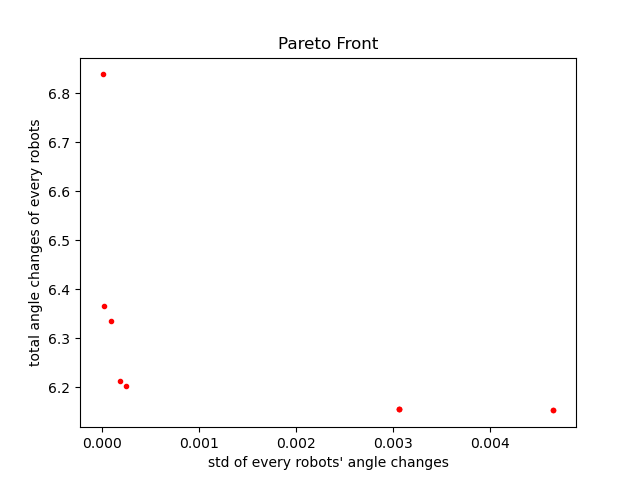 Pareto Front
total angle changes of every robots
6.8
6.7
6.6
6.5
6.4
6.3
6.2
0.000 0.001 0.002 0.003 0.004
std of every robots' angle changes